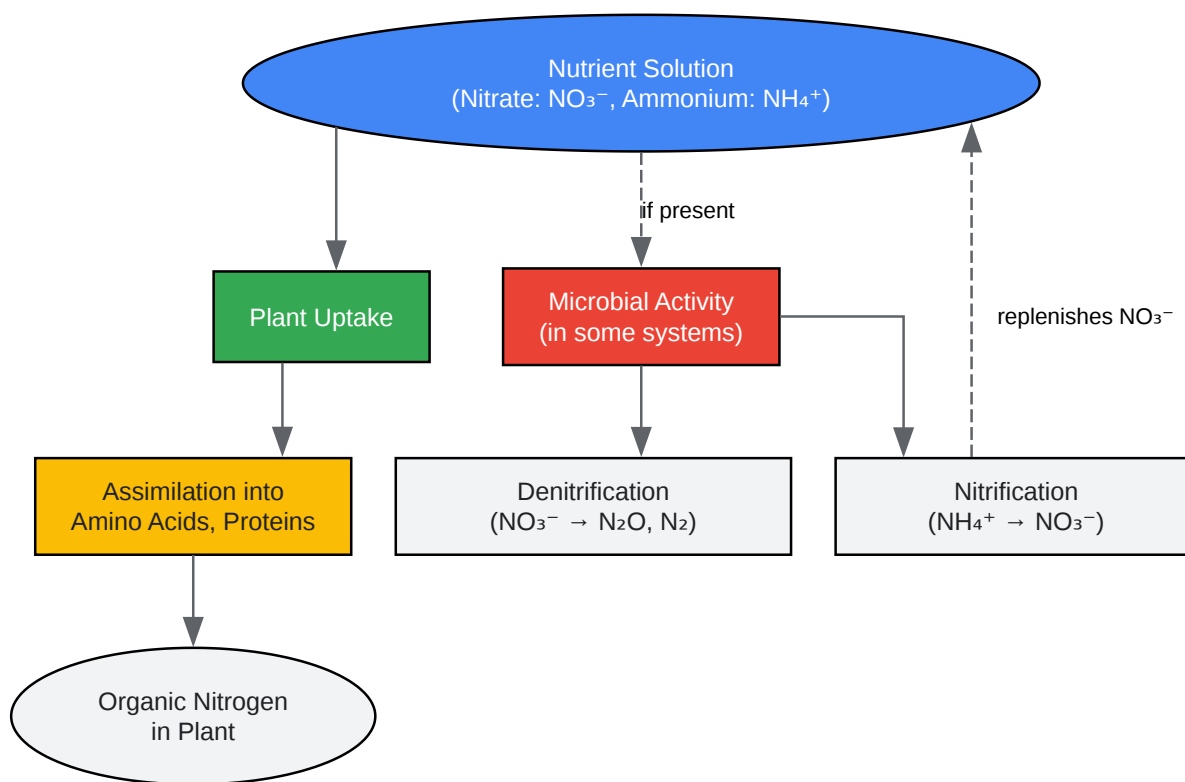 Nutrient Solution
(Nitrate: NO₃⁻, Ammonium: NH₄⁺)
if present
Plant Uptake
Microbial Activity
(in some systems)
replenishes NO₃⁻
Assimilation into
Amino Acids, Proteins
Denitrification
(NO₃⁻ → N₂O, N₂)
Nitrification
(NH₄⁺ → NO₃⁻)
Organic Nitrogen
in Plant